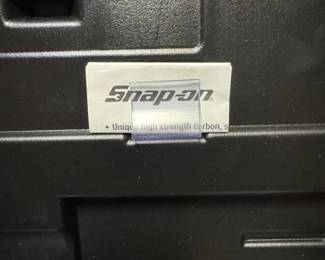 Snap-on
• Unique high strength carbon, s